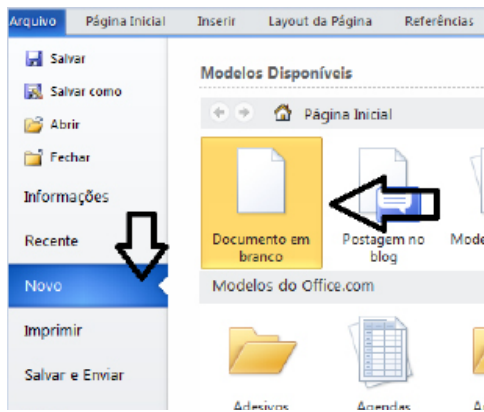 Arquivo Página Inicial Inserir Layout da Página Referências
Salvar
Salvar como
Abrir
Fechar
Informações
Recente
Novo
Imprimir
Salvar e Enviar
Modelos Disponíveis
Página Inicial
Documento em
branco
Postagem no
blog
Mode
Modelos do Office.com
Adesivos
Agendas